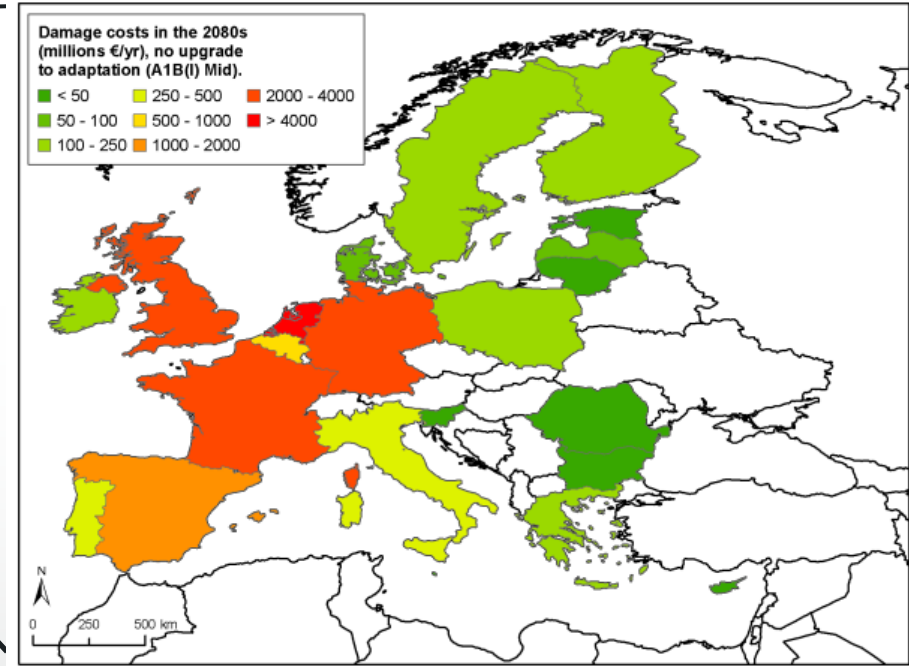 Damage costs in the 2080s
(millions €/yr), no upgrade
to adaptation (A1B(I) Mid).
< 50 250 - 500 2000 - 4000
50 - 100 500 - 1000 > 4000
100 - 250 1000 - 2000
N
0 250 500 km